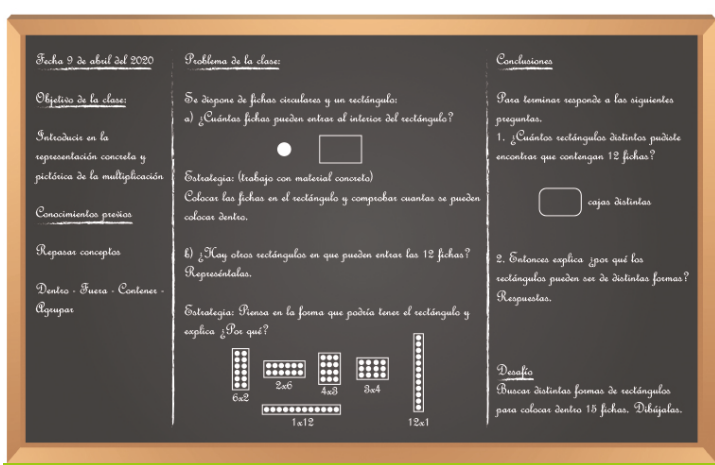 Fecha 9 de abril del 2020
Objetivo de la clase:
Introducir en la
representación concreta y
pictórica de la multiplicación
Conocimientos previos
Repasar conceptos
Dentro - Fuera - Contener -
Agrupar
Problema de la clase:
Se dispone de fichas circulares y un rectángulo:
a) ¿Cuántas fichas pueden entrar al interior del rectángulo?
Estrategia: (trabajo con material concreto)
Colocar las fichas en el rectángulo y comprobar cuantas se pueden
colocar dentro.
b) ¿Hay otros rectángulos en que pueden entrar las 12 fichas?
Represéntalas.
Estrategia: Piensa en la forma que podría tener el rectángulo y
explica ¿Por qué?
6x2
2x6
4x3
3x4
1x12
12x1
Conclusiones
Para terminar responde a las siguientes
preguntas.
1. ¿Cuántos rectángulos distintos pudiste
encontrar que contengan 12 fichas?
cajas distintas
2. Entonces explica ¿por qué los
rectángulos pueden ser de distintas formas?
Respuestas.
Desafío
Buscar distintas formas de rectángulos
para colocar dentro 15 fichas. Dibújalas.